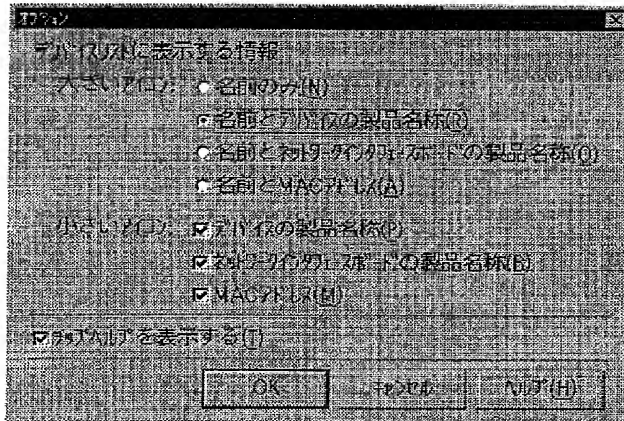 オプション
デバイスリストに表示する情報
大きいアイコン: 名前のみ(N)
名前とデバイスの製品名称(R)
名前とネットワークインタフェースボードの製品名称(O)
名前とMACアドレス(A)
小さいアイコン: デバイスの製品名称(P)
ネットワークインタフェースボードの製品名称(B)
MACアドレス(M)
チップヘルプを表示する(T)
OK キャンセル ヘルプ(H)